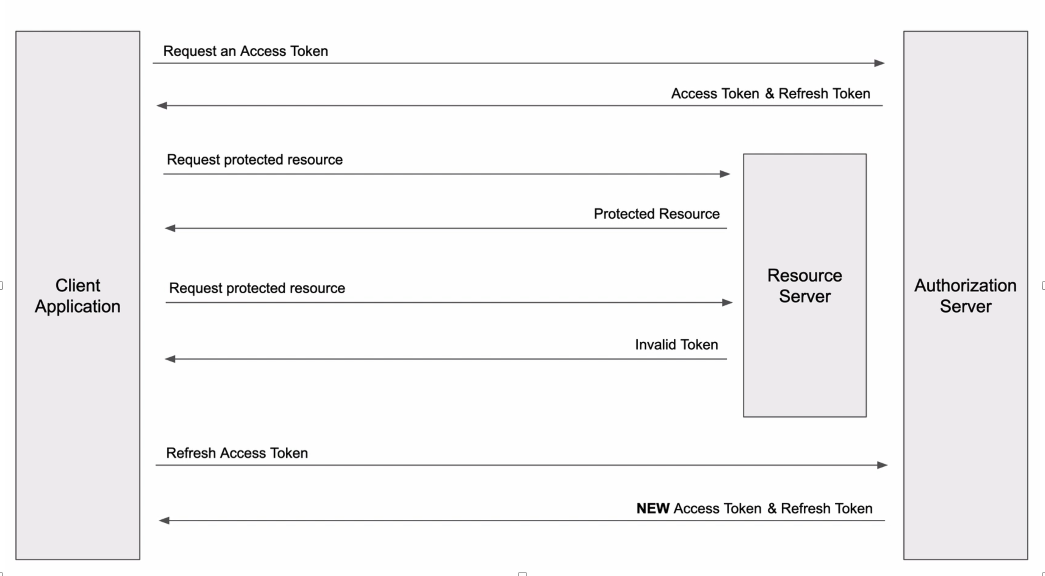 Request an Access Token
Access Token & Refresh Token
Request protected resource
Protected Resource
Request protected resource
Invalid Token
Client
Application
Resource
Server
Authorization
Server
Refresh Access Token
NEW Access Token & Refresh Token